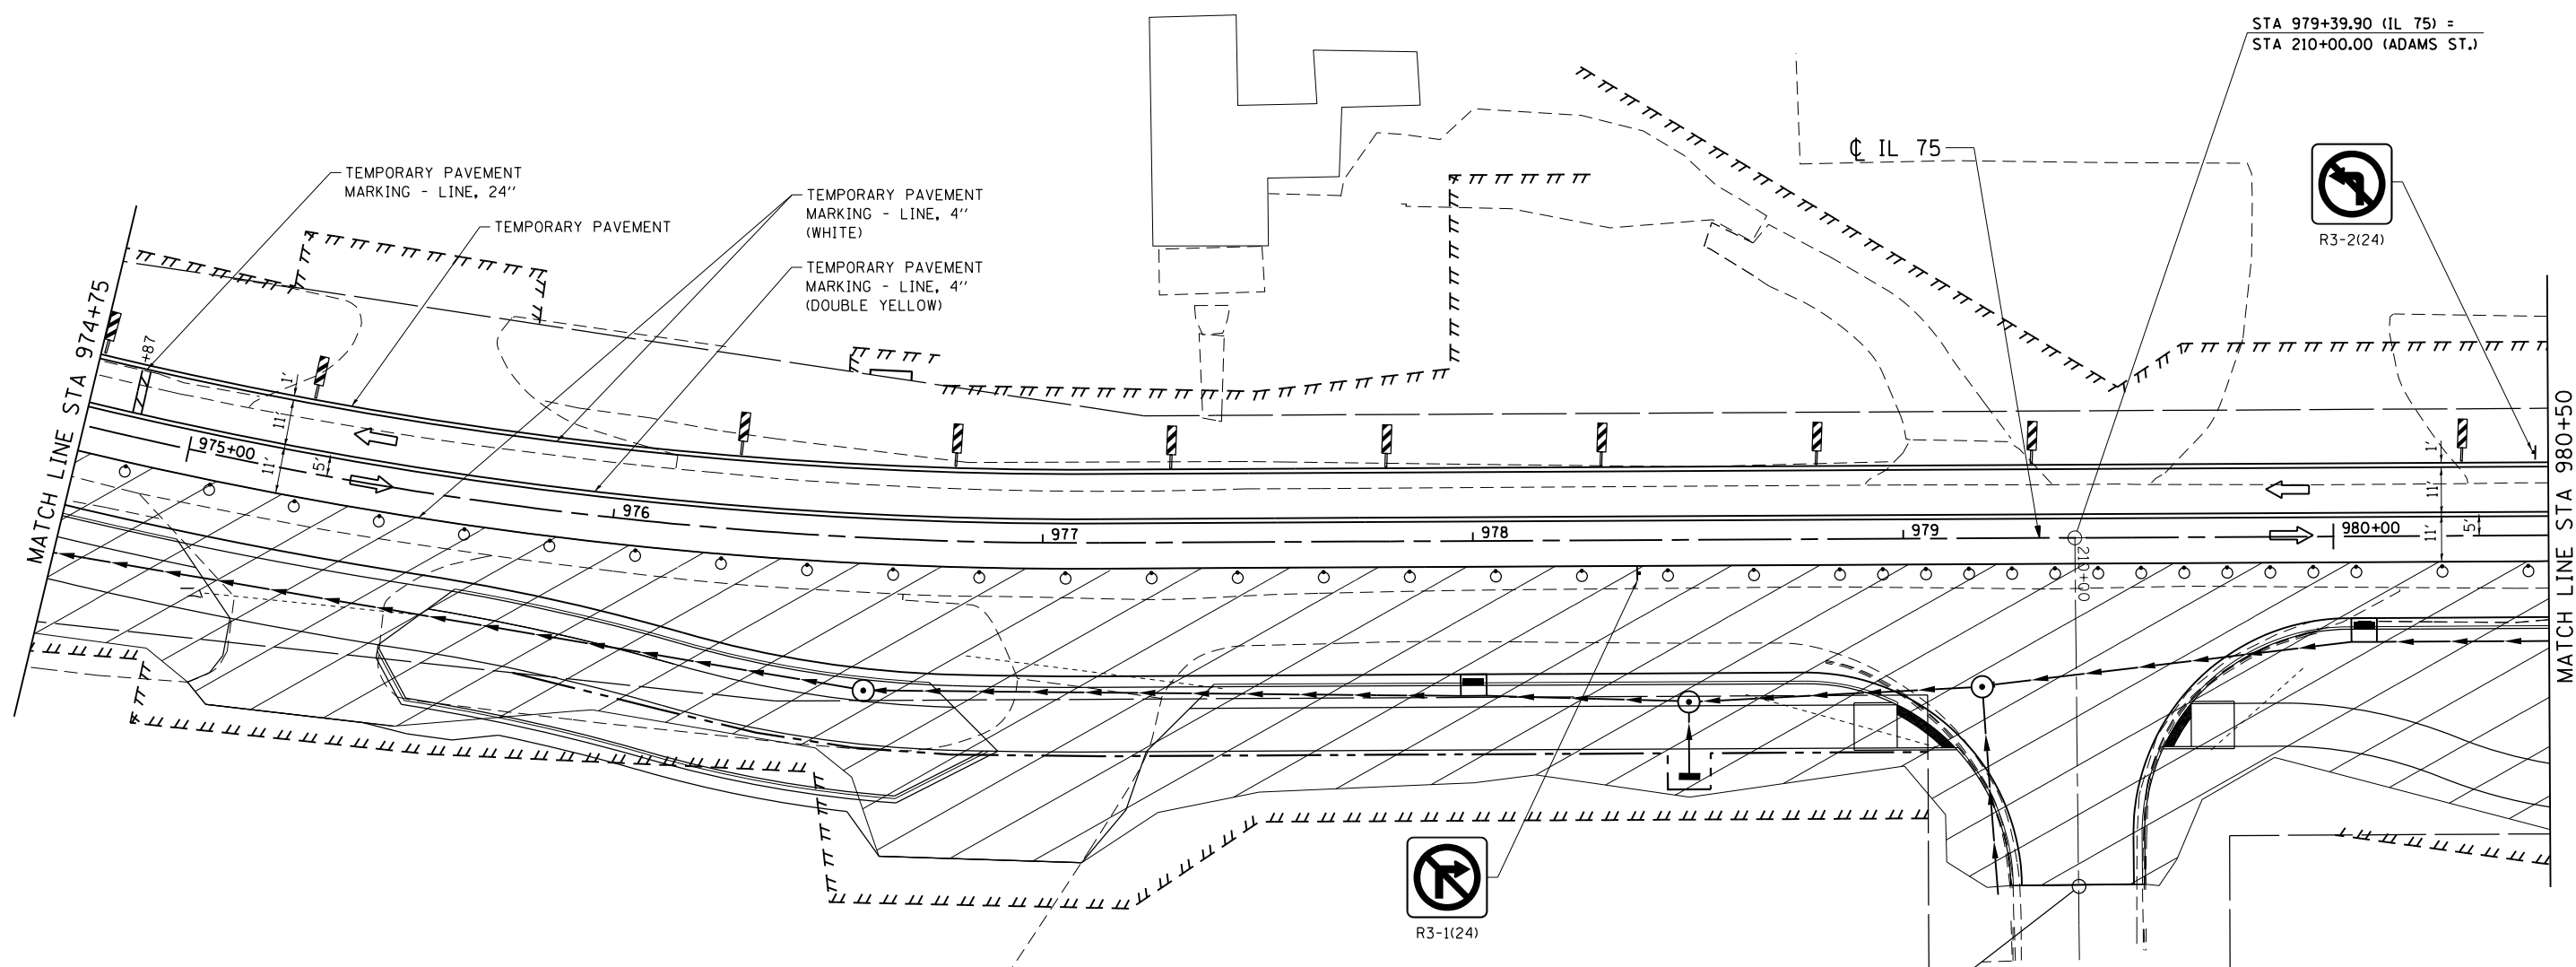 STA 979+39.90 (IL 75) =
STA 210+00.00 (ADAMS ST.)
℄ IL 75
R3-2(24)
TEMPORARY PAVEMENT
MARKING - LINE, 24''
TEMPORARY PAVEMENT
TEMPORARY PAVEMENT
MARKING - LINE, 4''
(WHITE)
TEMPORARY PAVEMENT
MARKING - LINE, 4''
(DOUBLE YELLOW)
MATCH LINE STA 974+75
+87
1'
11'
11'
5'
975+00
976
977
978
979
980+00
210+00
1'
11'
11'
5'
MATCH LINE STA 980+50
R3-1(24)